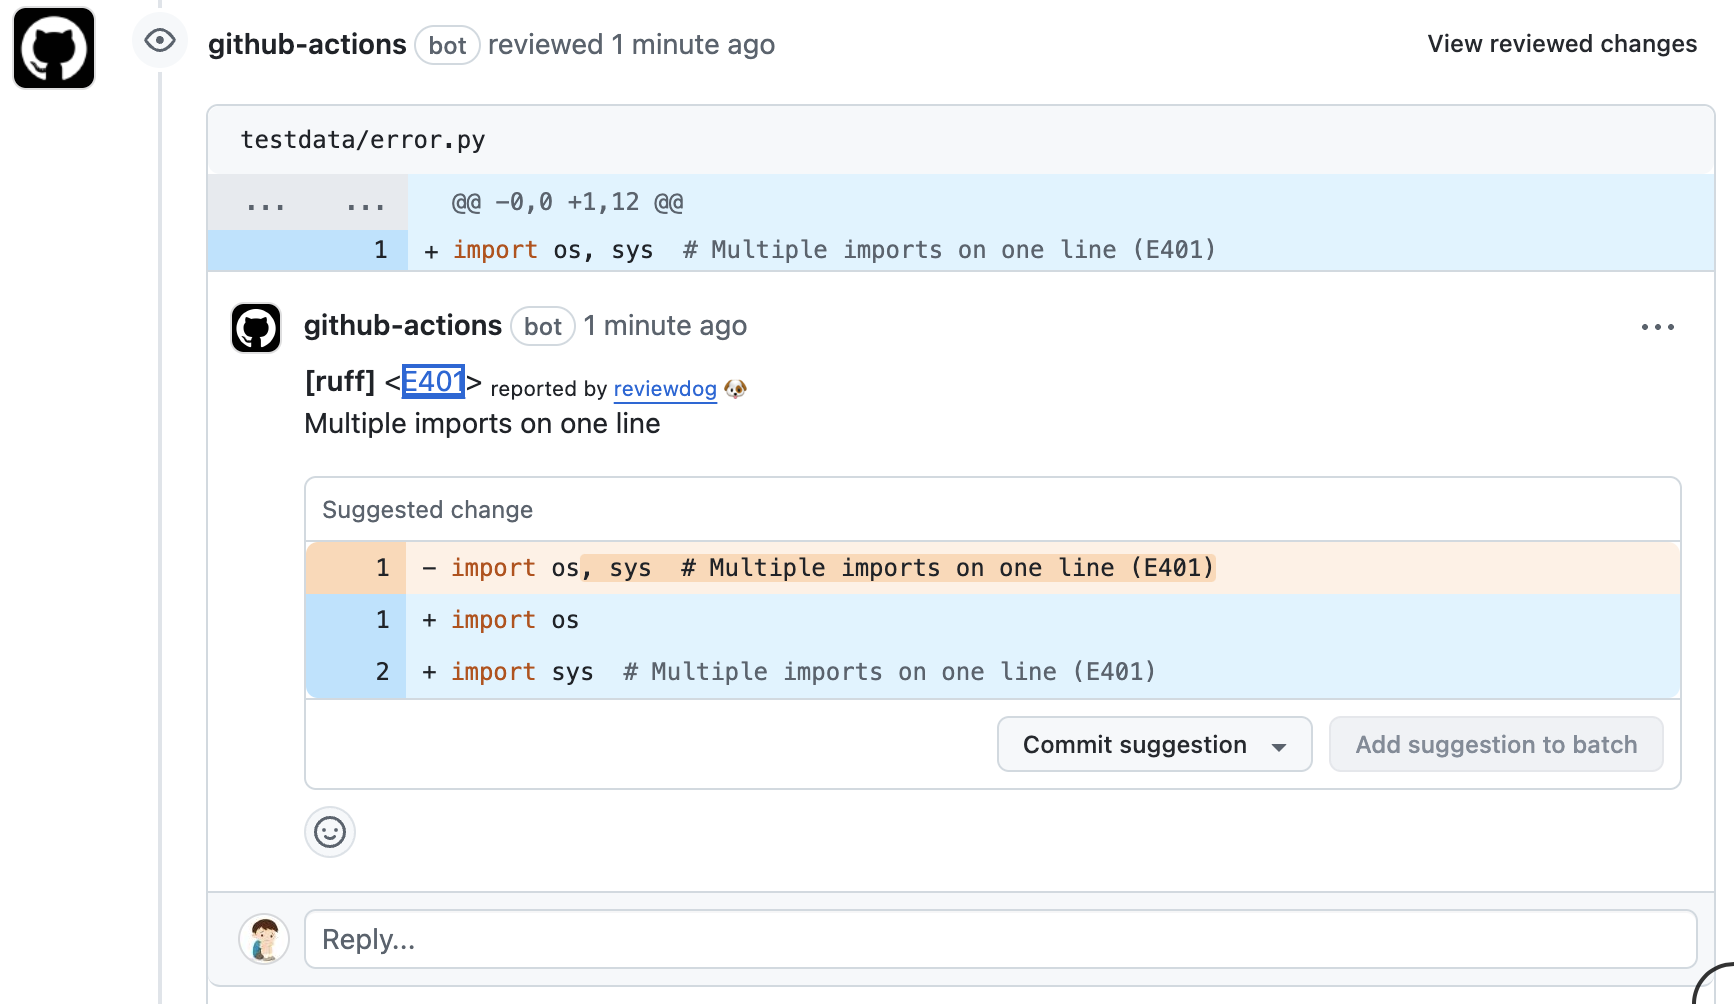 github-actions bot reviewed 1 minute ago View reviewed changes
testdata/error.py
... ... @@ -0,0 +1,12 @@
1 + import os, sys  # Multiple imports on one line (E401)
github-actions bot 1 minute ago ...
[ruff] <E401> reported by reviewdog 🐶
Multiple imports on one line
Suggested change
1 - import os, sys  # Multiple imports on one line (E401)
1 + import os
2 + import sys  # Multiple imports on one line (E401)
Commit suggestion Add suggestion to batch
Reply...